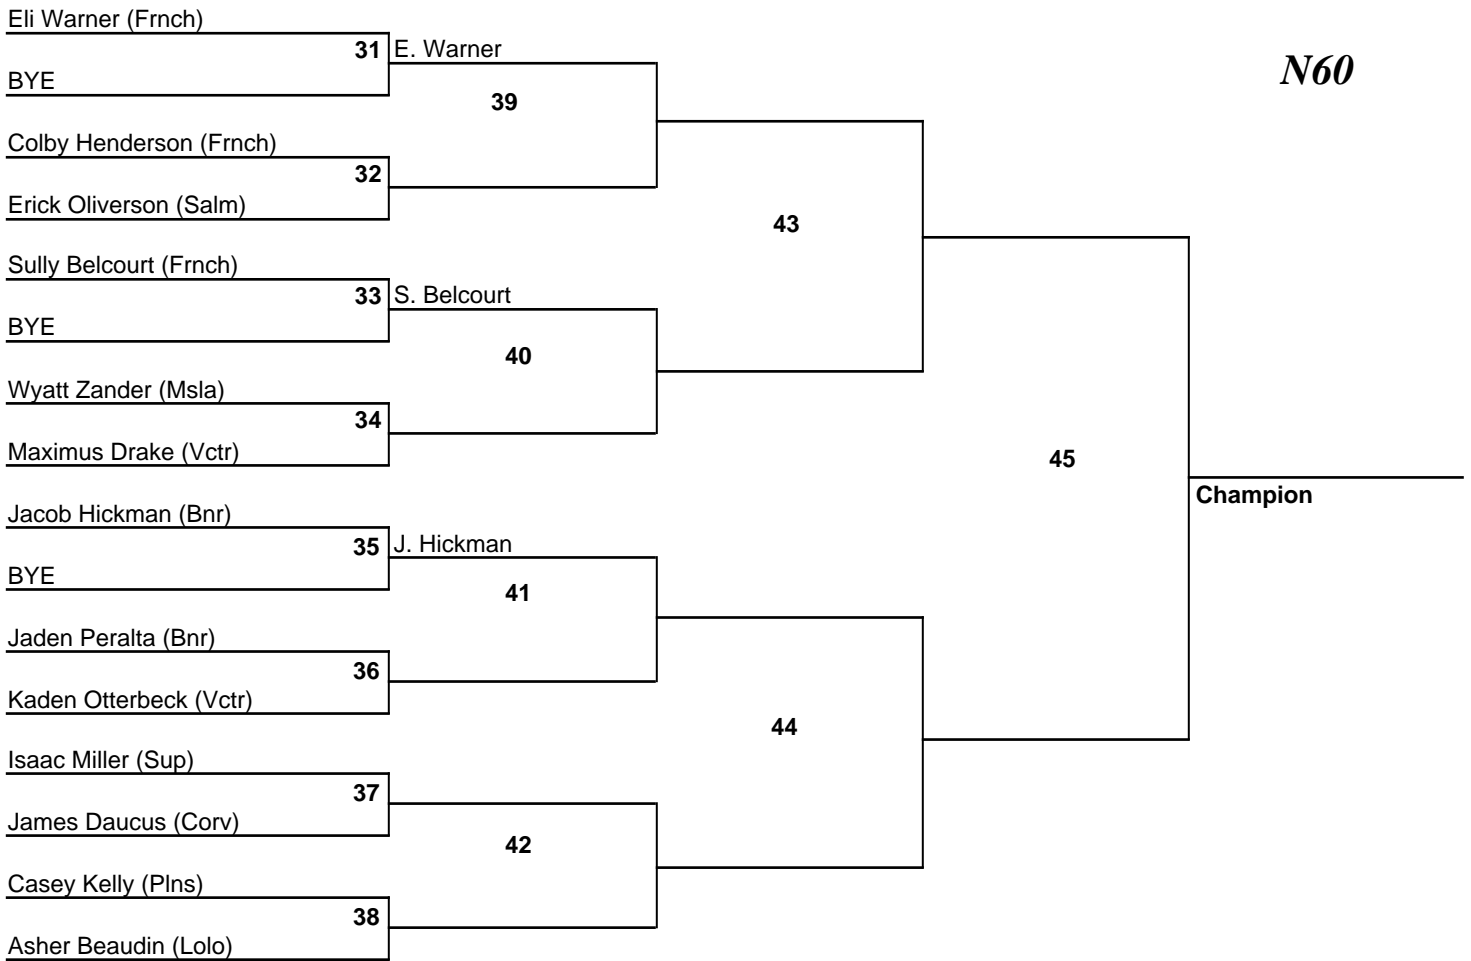 Eli Warner (Frnch)
31 E. Warner
BYE
N60
39
Colby Henderson (Frnch)
32
Erick Oliverson (Salm)
43
Sully Belcourt (Frnch)
33 S. Belcourt
BYE
40
Wyatt Zander (Msla)
34
Maximus Drake (Vctr)
45
Champion
Jacob Hickman (Bnr)
35 J. Hickman
BYE
41
Jaden Peralta (Bnr)
36
Kaden Otterbeck (Vctr)
44
Isaac Miller (Sup)
37
James Daucus (Corv)
42
Casey Kelly (Plns)
38
Asher Beaudin (Lolo)